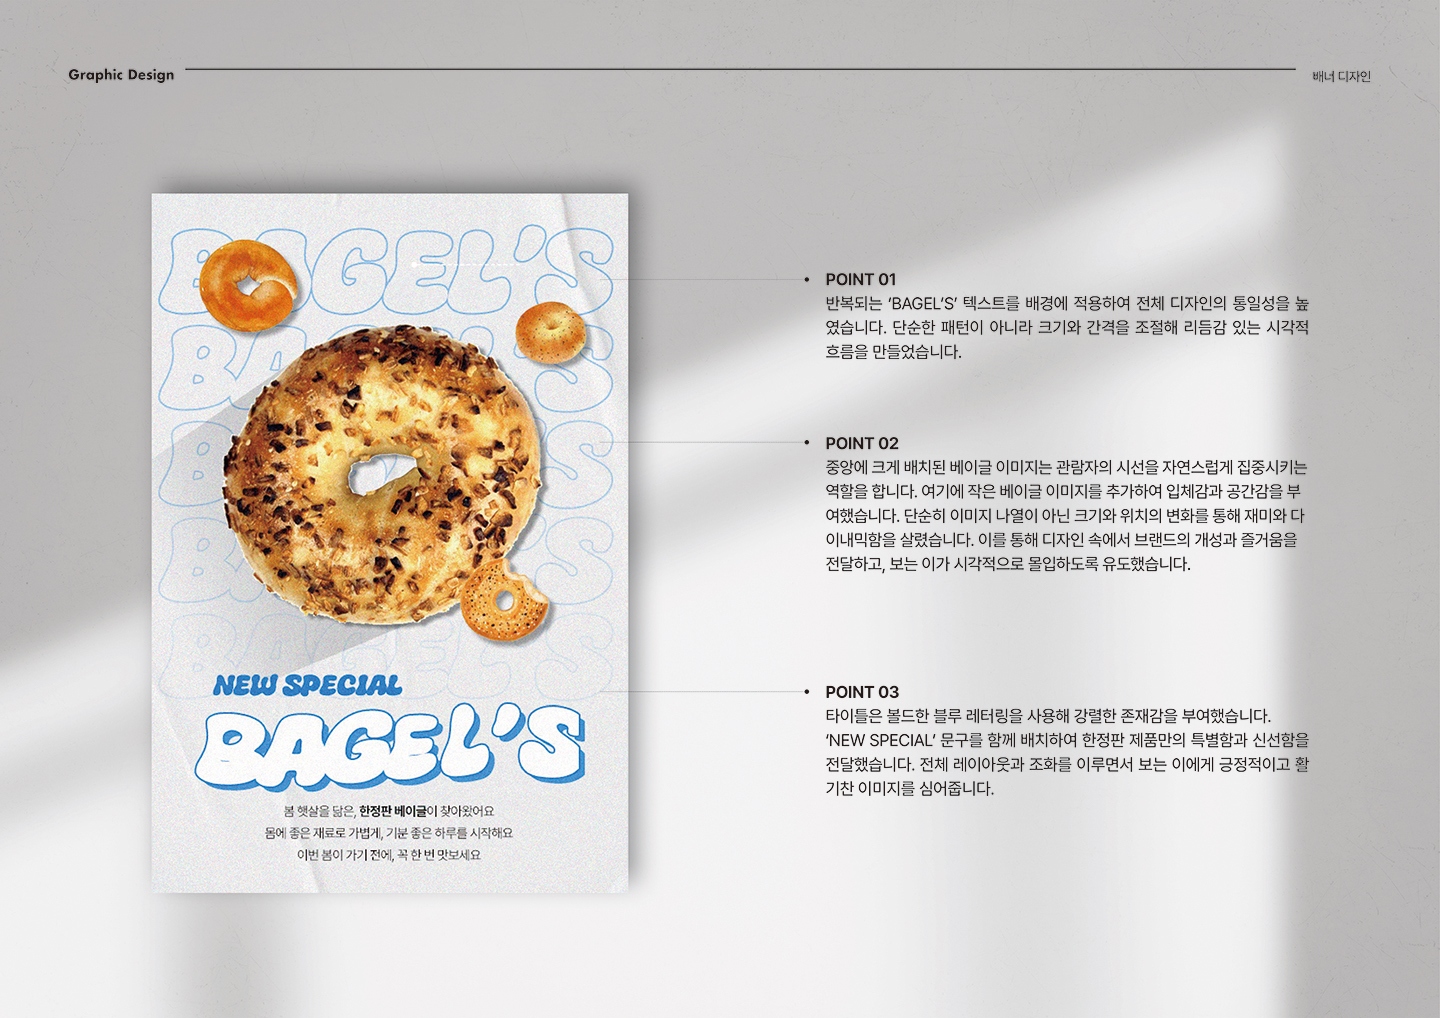 Graphic Design
배너 디자인
BAGEL'S
BAGEL'S
BAGEL'S
BAGEL'S
BAGEL'S
NEW SPECIAL
BAGEL'S
봄 햇살을 닮은, 한정판 베이글이 찾아왔어요
몸에 좋은 재료로 가볍게, 기분 좋은 하루를 시작해요
이번 봄이 가기 전에, 꼭 한 번 맛보세요
• POINT 01
반복되는 ‘BAGEL’S’ 텍스트를 배경에 적용하여 전체 디자인의 통일성을 높
였습니다. 단순한 패턴이 아니라 크기와 간격을 조절해 리듬감 있는 시각적
흐름을 만들었습니다.
• POINT 02
중앙에 크게 배치된 베이글 이미지는 관람자의 시선을 자연스럽게 집중시키는
역할을 합니다. 여기에 작은 베이글 이미지를 추가하여 입체감과 공간감을 부
여했습니다. 단순히 이미지 나열이 아닌 크기와 위치의 변화를 통해 재미와 다
이내믹함을 살렸습니다. 이를 통해 디자인 속에서 브랜드의 개성과 즐거움을
전달하고, 보는 이가 시각적으로 몰입하도록 유도했습니다.
• POINT 03
타이틀은 볼드한 블루 레터링을 사용해 강렬한 존재감을 부여했습니다.
‘NEW SPECIAL’ 문구를 함께 배치하여 한정판 제품만의 특별함과 신선함을
전달했습니다. 전체 레이아웃과 조화를 이루면서 보는 이에게 긍정적이고 활
기찬 이미지를 심어줍니다.